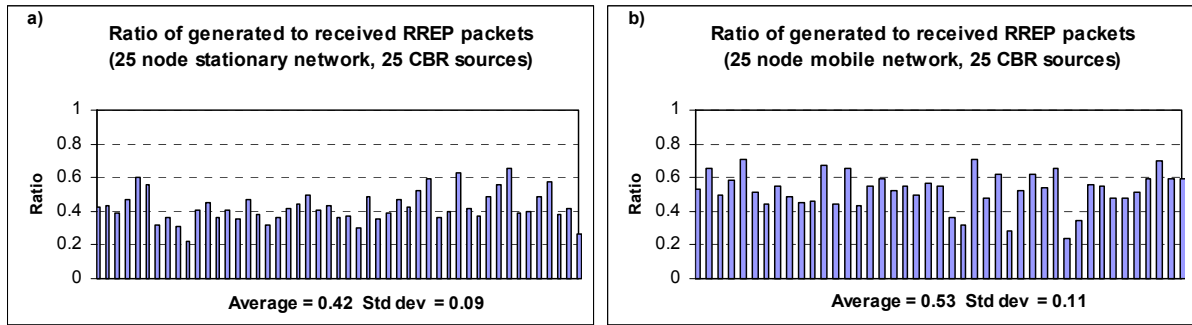 a)
Ratio of generated to received RREP packets
(25 node stationary network, 25 CBR sources)
1
0.8
0.6
0.4
0.2
0
Ratio
Average = 0.42 Std dev = 0.09
b)
Ratio of generated to received RREP packets
(25 node mobile network, 25 CBR sources)
1
0.8
0.6
0.4
0.2
0
Ratio
Average = 0.53 Std dev = 0.11